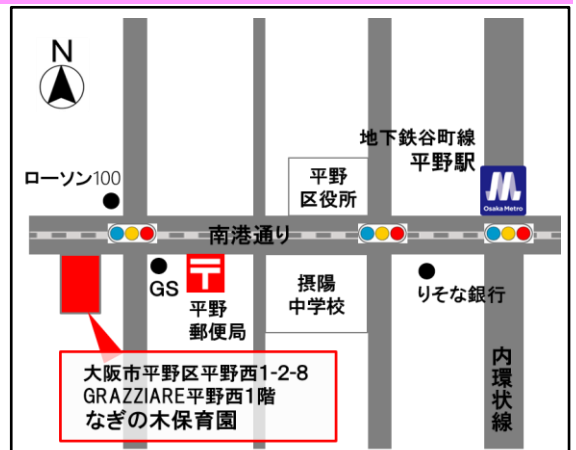 N
地下鉄谷町線
平野駅
Osaka Metro
ローソン100
平野
区役所
南港通り
GS
平野
郵便局
摂陽
中学校
りそな銀行
内環状線
大阪市平野区平野西1-2-8
GRAZZIARE平野西1階
なぎの木保育園